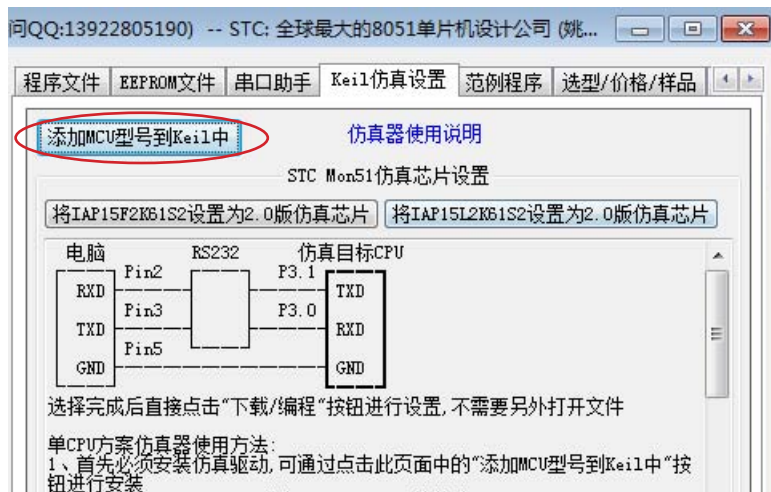 问QQ:13922805190) -- STC: 全球最大的8051单片机设计公司 (姚...
程序文件 EEPROM文件 串口助手 Keil仿真设置 范例程序 选型/价格/样品
添加MCU型号到Keil中 仿真器使用说明
STC Mon51仿真芯片设置
将IAP15F2K61S2设置为2.0版仿真芯片 将IAP15L2K61S2设置为2.0版仿真芯片
电脑 RS232 仿真目标CPU
Pin2 P3.1
RXD TXD
Pin3 P3.0
TXD RXD
Pin5
GND GND
选择完成后直接点击“下载/编程“按钮进行设置,不需要另外打开文件
单CPU方案仿真器使用方法:
1、首先必须安装仿真驱动,可通过点击此页面中的“添加MCU型号到Keil中“按
钮进行安装